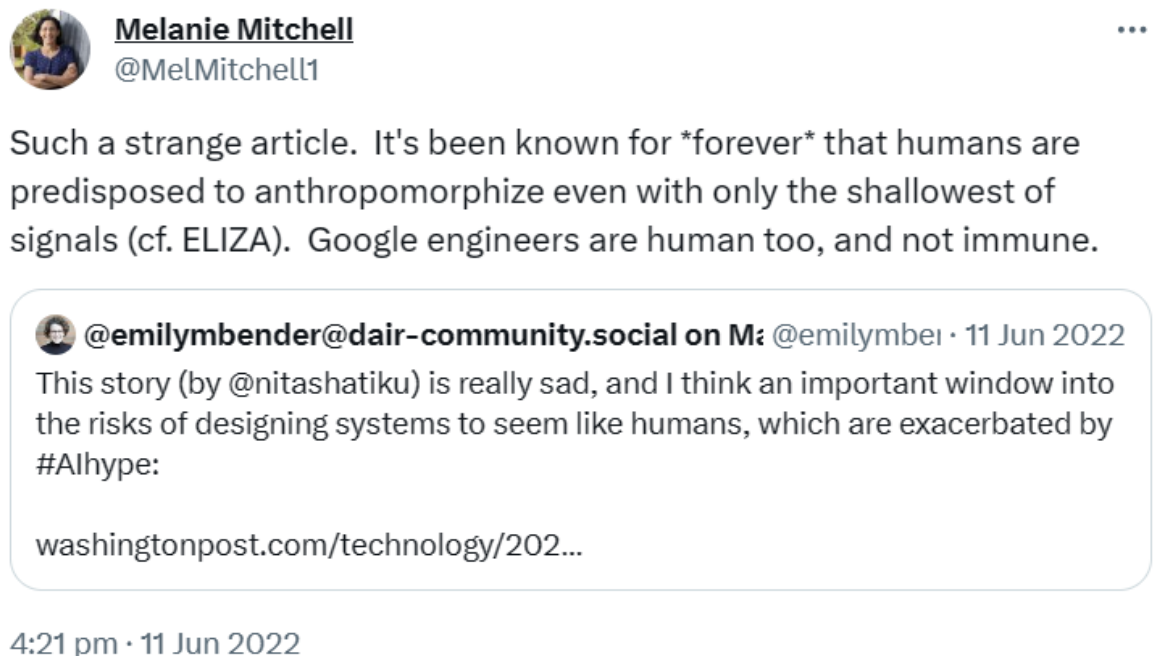 Melanie Mitchell
@MelMitchell1
Such a strange article. It's been known for *forever* that humans are
predisposed to anthropomorphize even with only the shallowest of
signals (cf. ELIZA). Google engineers are human too, and not immune.
@emilymbender@dair-community.social on Ma @emilymber · 11 Jun 2022
This story (by @nitashatiku) is really sad, and I think an important window into
the risks of designing systems to seem like humans, which are exacerbated by
#AIhype:
washingtonpost.com/technology/202...
4:21 pm · 11 Jun 2022